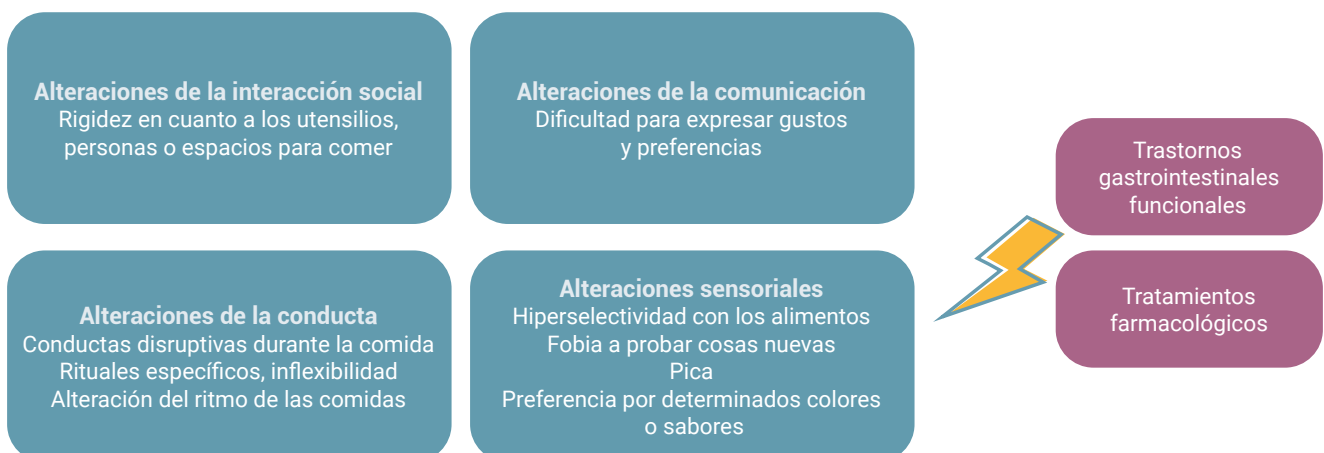 Alteraciones de la interacción social
Rigidez en cuanto a los utensilios,
personas o espacios para comer
Alteraciones de la comunicación
Dificultad para expresar gustos
y preferencias
Alteraciones de la conducta
Conductas disruptivas durante la comida
Rituales específicos, inflexibilidad
Alteración del ritmo de las comidas
Alteraciones sensoriales
Hiperselectividad con los alimentos
Fobia a probar cosas nuevas
Pica
Preferencia por determinados colores
o sabores
Trastornos
gastrointestinales
funcionales
Tratamientos
farmacológicos